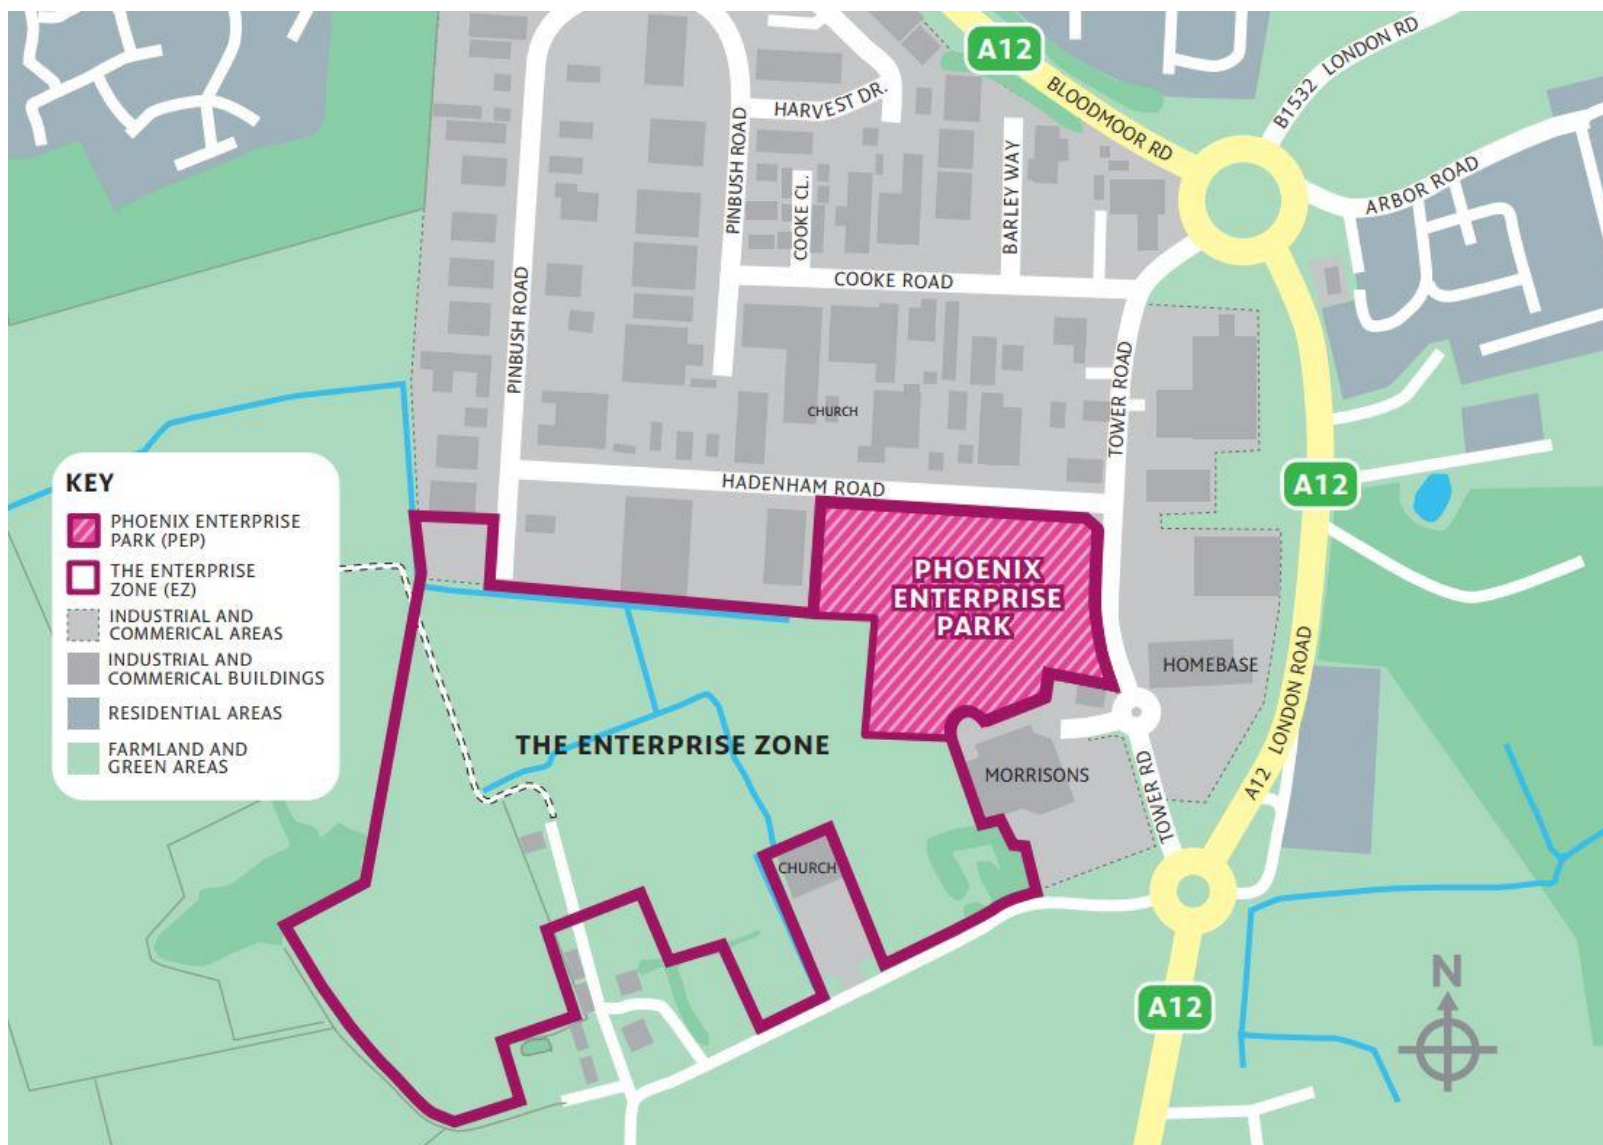 A12
BLOODMOOR RD
B1532 LONDON RD
ARBOR ROAD
HARVEST DR.
PINBUSH ROAD
COOKE CL.
BARLEY WAY
COOKE ROAD
PINBUSH ROAD
TOWER ROAD
CHURCH
HADENHAM ROAD
A12
KEY
PHOENIX ENTERPRISE
PARK (PEP)
THE ENTERPRISE
ZONE (EZ)
INDUSTRIAL AND
COMMERICAL AREAS
INDUSTRIAL AND
COMMERICAL BUILDINGS
RESIDENTIAL AREAS
FARMLAND AND
GREEN AREAS
PHOENIX
ENTERPRISE
PARK
HOMEBASE
A12 LONDON ROAD
THE ENTERPRISE ZONE
MORRISONS
TOWER RD
CHURCH
A12
N